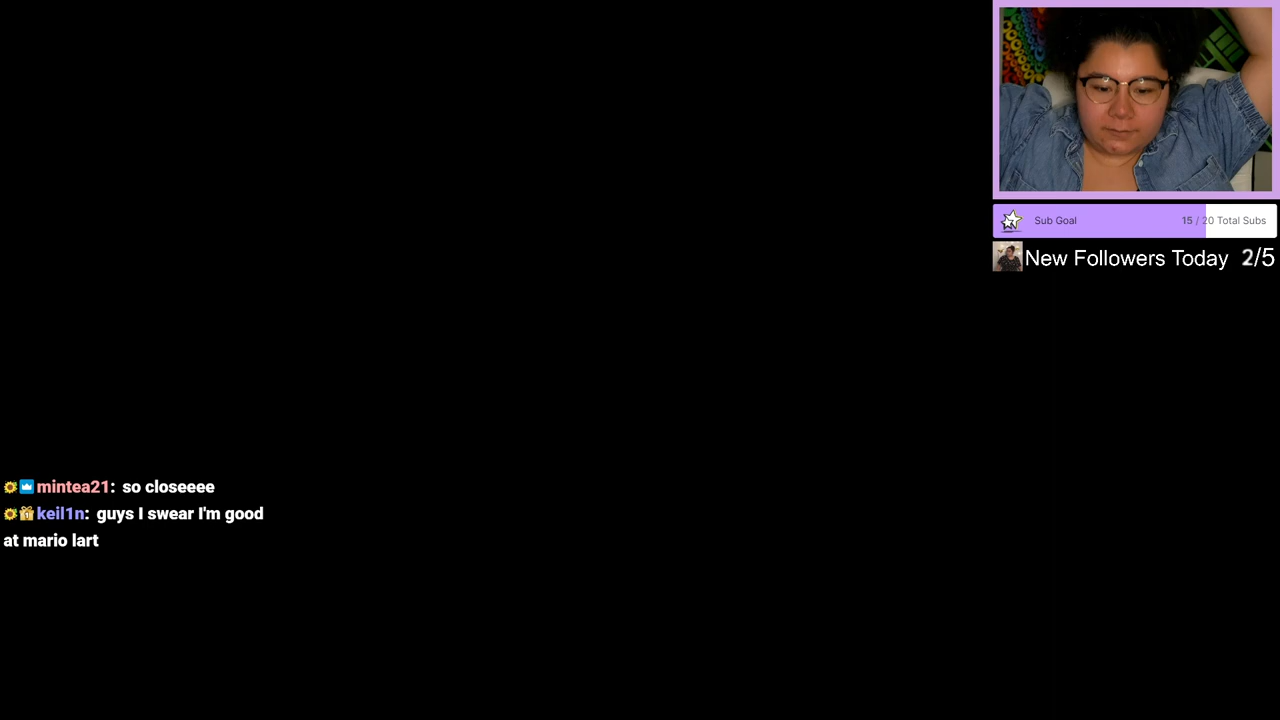 Sub Goal 15 / 20 Total Subs
New Followers Today 2/5
mintea21: so closeeee
keil1n: guys I swear I'm good
at mario lart